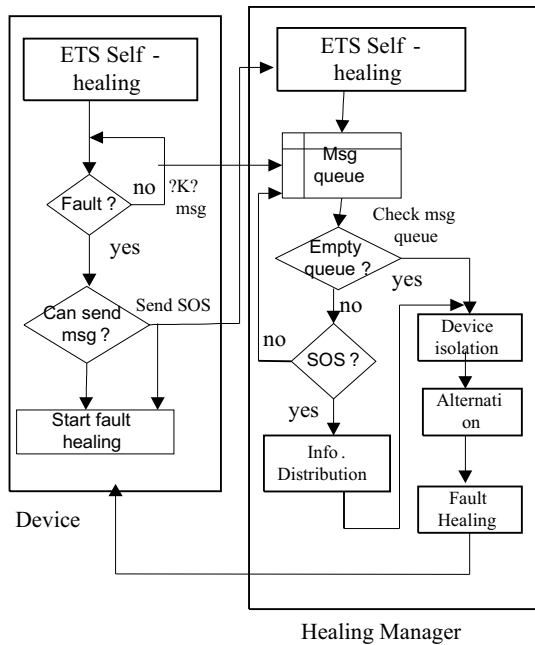 ETS Self -
healing
Fault ?
no
?K?
msg
yes
Can send
msg ?
Send SOS
Start fault
healing
Device
ETS Self -
healing
Msg
queue
Check msg
queue
Empty
queue ?
yes
no
no
SOS ?
yes
Info .
Distribution
Device
isolation
Alternati
on
Fault
Healing
Healing Manager